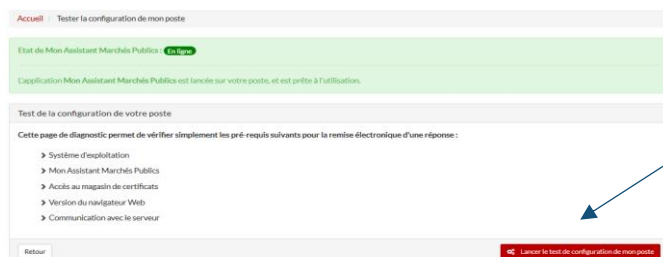 Accueil / Tester la configuration de mon poste
Etat de Mon Assistant Marchés Publics : En ligne
L'application Mon Assistant Marchés Publics est lancée sur votre poste, et est prête à l'utilisation.
Test de la configuration de votre poste
Cette page de diagnostic permet de vérifier simplement les pré-requis suivants pour la remise électronique d'une réponse :
Système d'exploitation
Mon Assistant Marchés Publics
Accès au magasin de certificats
Version du navigateur Web
Communication avec le serveur
Retour
Lancer le test de configuration de mon poste